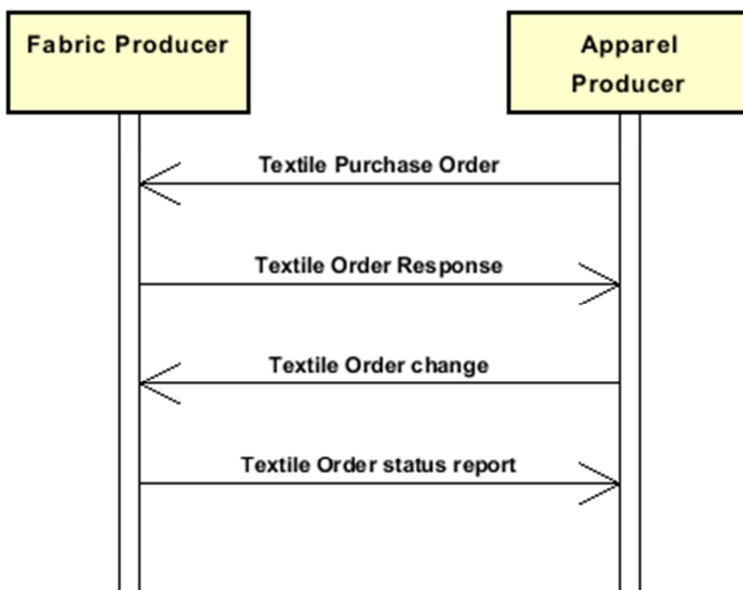 Fabric Producer
Apparel
Producer
Textile Purchase Order
Textile Order Response
Textile Order change
Textile Order status report